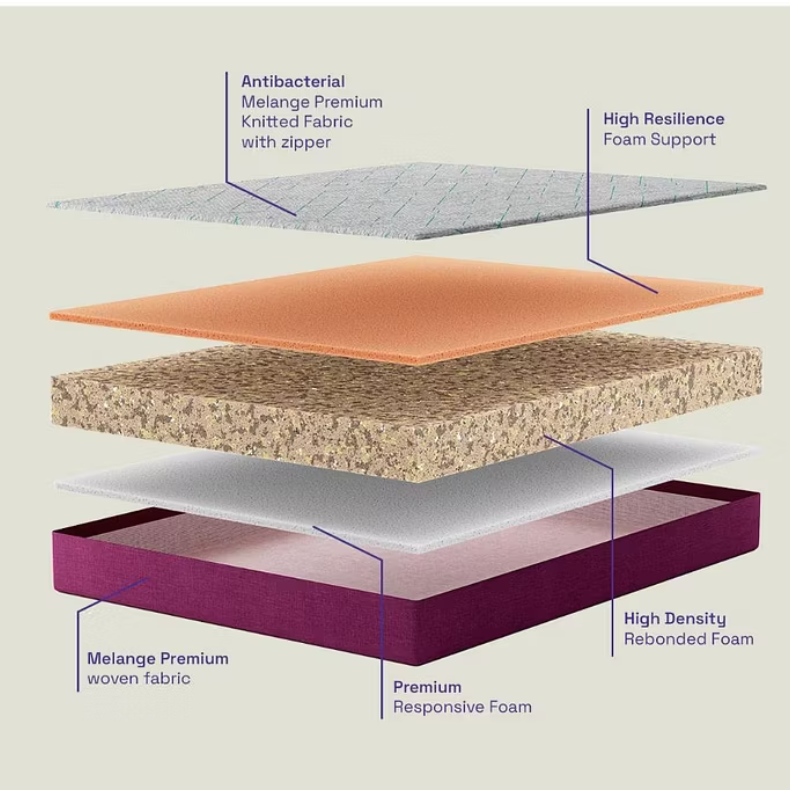 Antibacterial
Melange Premium
Knitted Fabric
with zipper
High Resilience
Foam Support
High Density
Rebonded Foam
Melange Premium
woven fabric
Premium
Responsive Foam